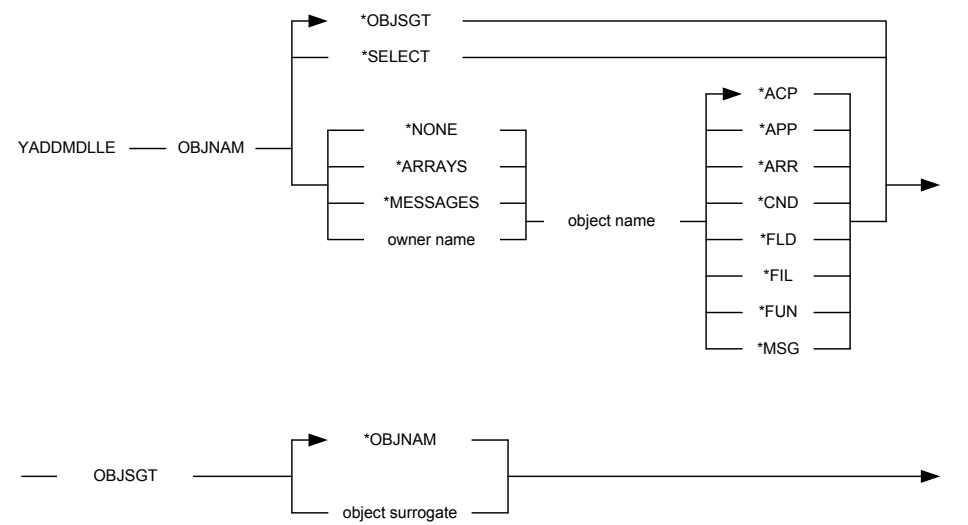 *OBJSGT
*SELECT
*ACP
*NONE
*APP
YADDMDLLE
OBJNAM
*ARRAYS
*ARR
*MESSAGES
*CND
owner name
object name
*FLD
*FIL
*FUN
*MSG
OBJSGT
*OBJNAM
object surrogate